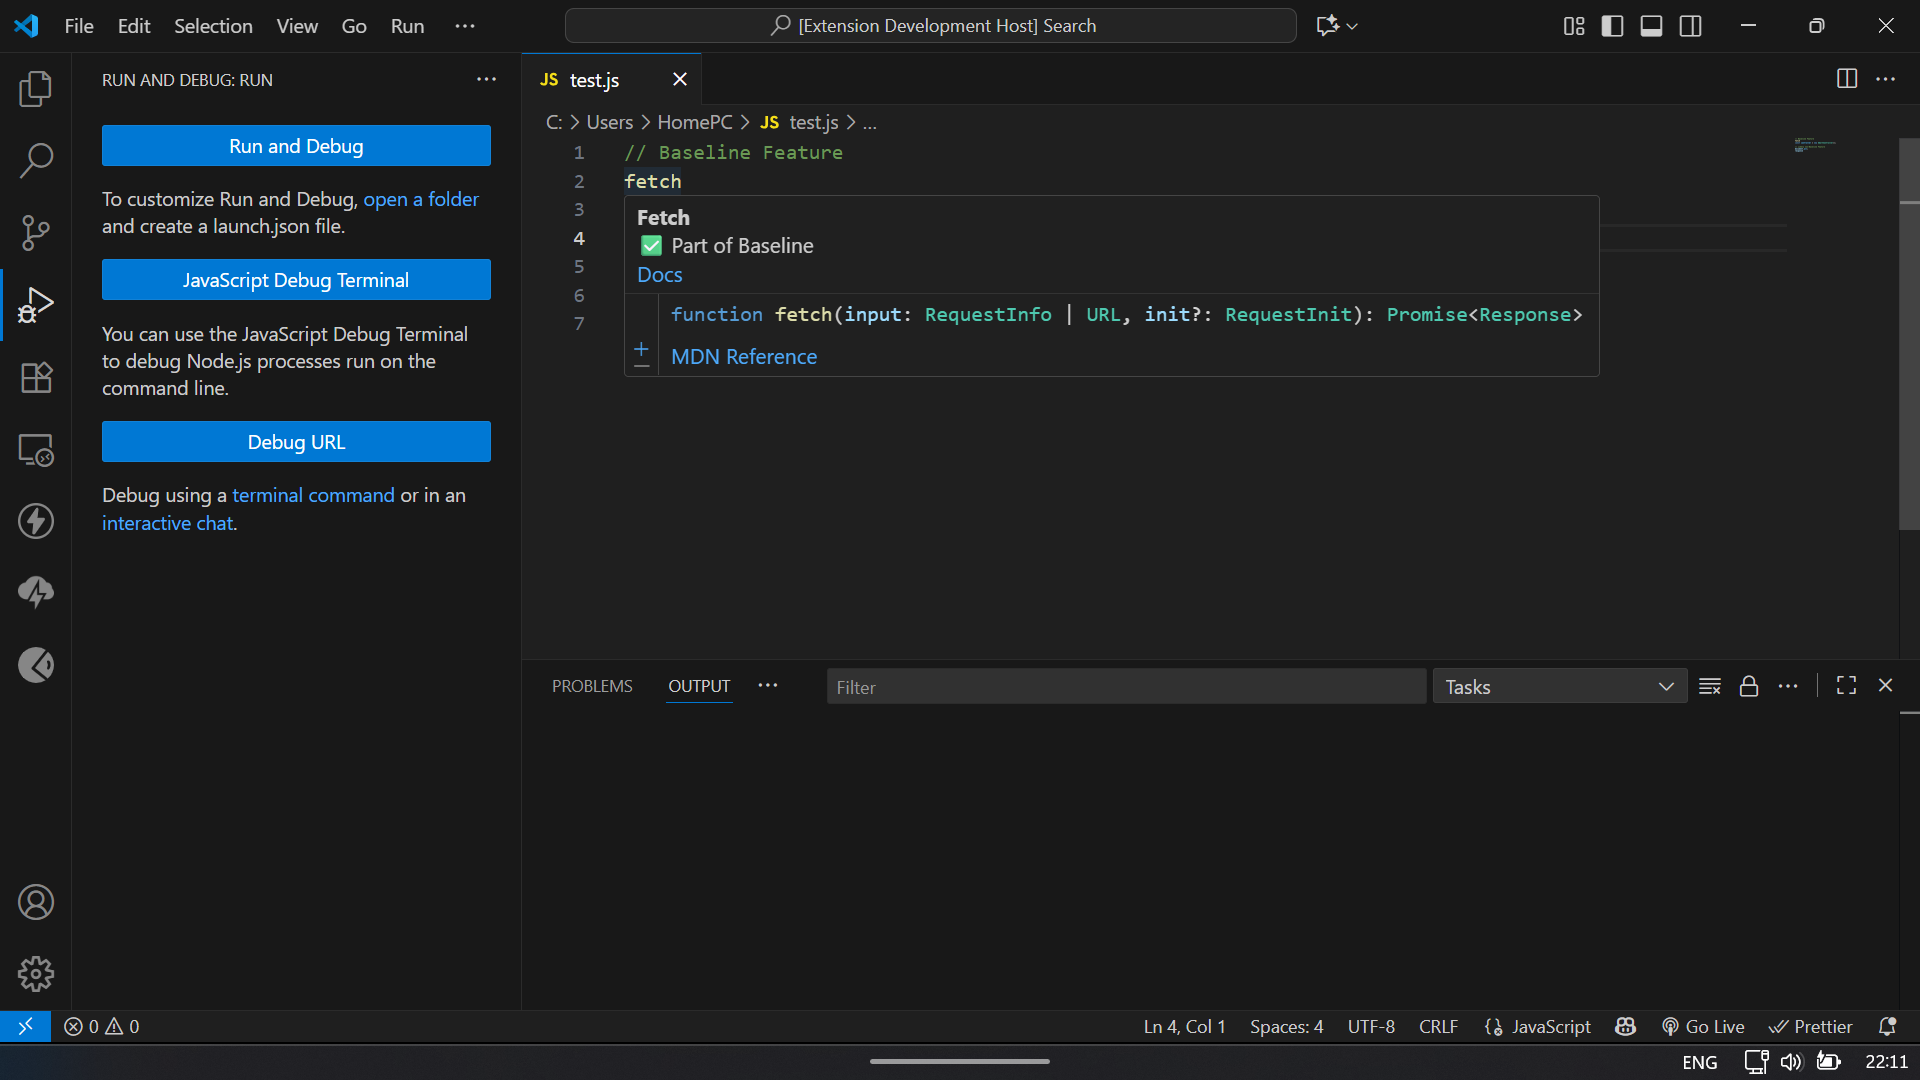 File Edit Selection View Go Run
[Extension Development Host] Search
RUN AND DEBUG: RUN
Run and Debug
To customize Run and Debug, open a folder
and create a launch.json file.
JavaScript Debug Terminal
You can use the JavaScript Debug Terminal
to debug Node.js processes run on the
command line.
Debug URL
Debug using a terminal command or in an
interactive chat.
JS test.js
C: > Users > HomePC > JS test.js > ...
1 // Baseline Feature
2 fetch
3
4
5
6
7
Fetch
✅ Part of Baseline
Docs
function fetch(input: RequestInfo | URL, init?: RequestInit): Promise<Response>
MDN Reference
PROBLEMS OUTPUT
Filter
Tasks
0 0
Ln 4, Col 1 Spaces: 4 UTF-8 CRLF {} JavaScript Go Live Prettier
ENG 22:11